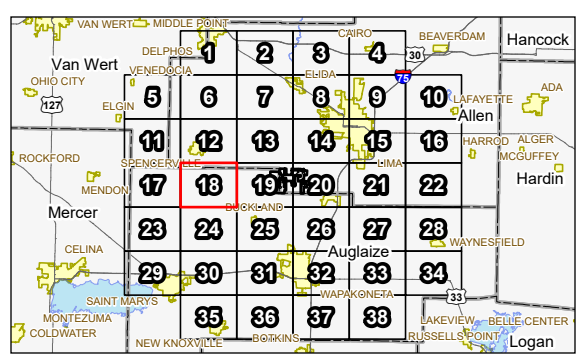 VAN WERT MIDDLE POINT CAIRO BEAVERDAM Hancock
DELPHOS 1 2 3 4 30
Van Wert VENEDOCIA ELIDA 75
OHIO CITY ADA
127 ELGIN 5 6 7 8 9 10 LAFAYETTE
Allen
11 12 13 14 15 16 HARROD ALGER
ROCKFORD SPENCERVILLE LIMA MCGUFFEY
MENDON 17 18 19 20 21 22 Hardin
Mercer BUCKLAND
23 24 25 26 27 28 WAYNESFIELD
CELINA Auglaize
29 30 31 32 33 34
SAINT MARYS WAPAKONETA 33
MONTEZUMA 35 36 37 38 LAKEVIEW BELLE CENTER
COLDWATER NEW KNOXVILLE BOTKINS RUSSELLS POINT Logan